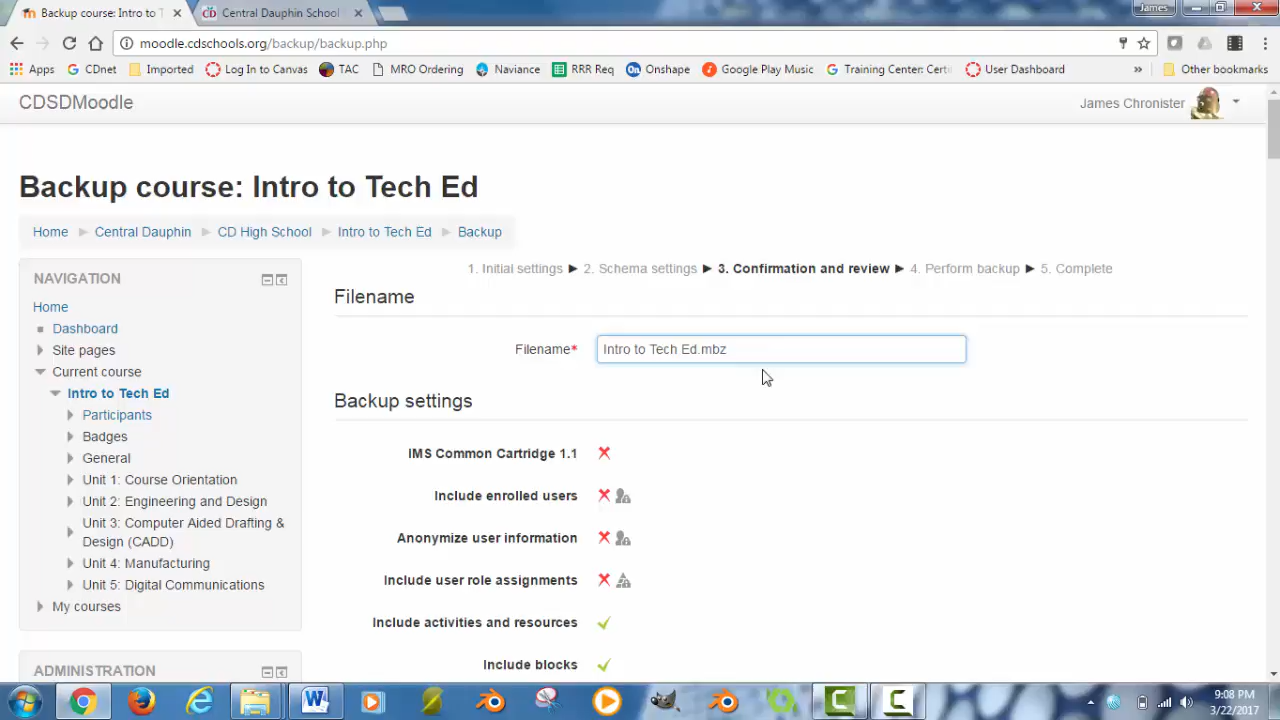 Backup course: Intro to T
Central Dauphin School
James
moodle.cdschools.org/backup/backup.php
Apps
CDnet
Imported
Log In to Canvas
TAC
MRO Ordering
Naviance
RRR Req
Onshape
Google Play Music
Training Center: Certi
User Dashboard
»
Other bookmarks
CDSDMoodle
James Chronister
Backup course: Intro to Tech Ed
Home ► Central Dauphin ► CD High School ► Intro to Tech Ed ► Backup
NAVIGATION
Home
Dashboard
Site pages
Current course
Intro to Tech Ed
Participants
Badges
General
Unit 1: Course Orientation
Unit 2: Engineering and Design
Unit 3: Computer Aided Drafting &
Design (CADD)
Unit 4: Manufacturing
Unit 5: Digital Communications
My courses
ADMINISTRATION
1. Initial settings ► 2. Schema settings ► 3. Confirmation and review ► 4. Perform backup ► 5. Complete
Filename
Filename* Intro to Tech Ed.mbz
Backup settings
IMS Common Cartridge 1.1
Include enrolled users
Anonymize user information
Include user role assignments
Include activities and resources
Include blocks
9:08 PM
3/22/2017